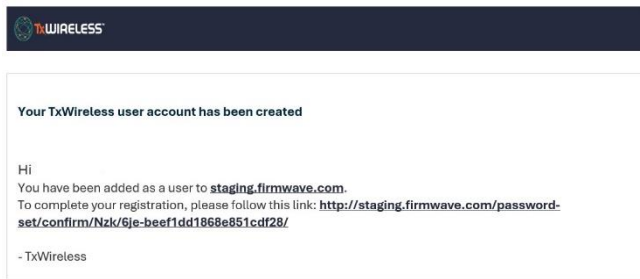 TxWIRELESS
Your TxWireless user account has been created
Hi
You have been added as a user to staging.firmwave.com.
To complete your registration, please follow this link: http://staging.firmwave.com/password-
set/confirm/Nzk/6je-beef1dd1868e851cdf28/
- TxWireless